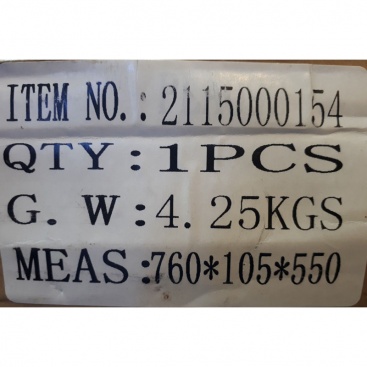 ITEM NO.: 2115000154
QTY:1PCS
G. W:4.25KGS
MEAS:760*105*550